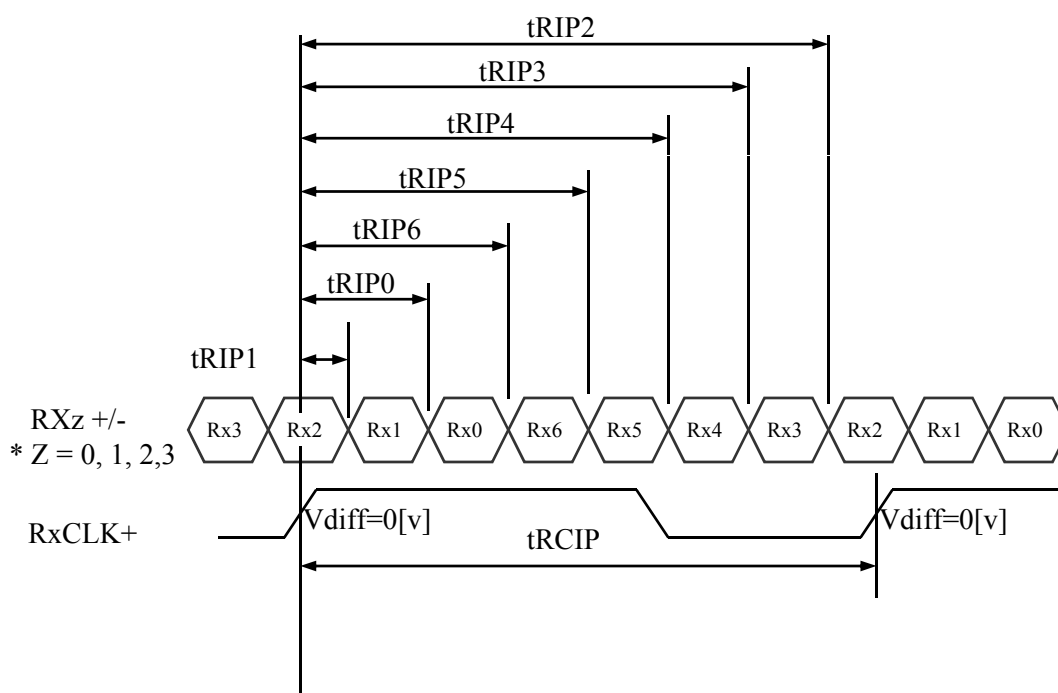 tRIP2
tRIP3
tRIP4
tRIP5
tRIP6
tRIP0
tRIP1
RXz +/-
* Z = 0, 1, 2,3
Rx3 Rx2 Rx1 Rx0 Rx6 Rx5 Rx4 Rx3 Rx2 Rx1 Rx0
RxCLK+
Vdiff=0[v] Vdiff=0[v]
tRCIP